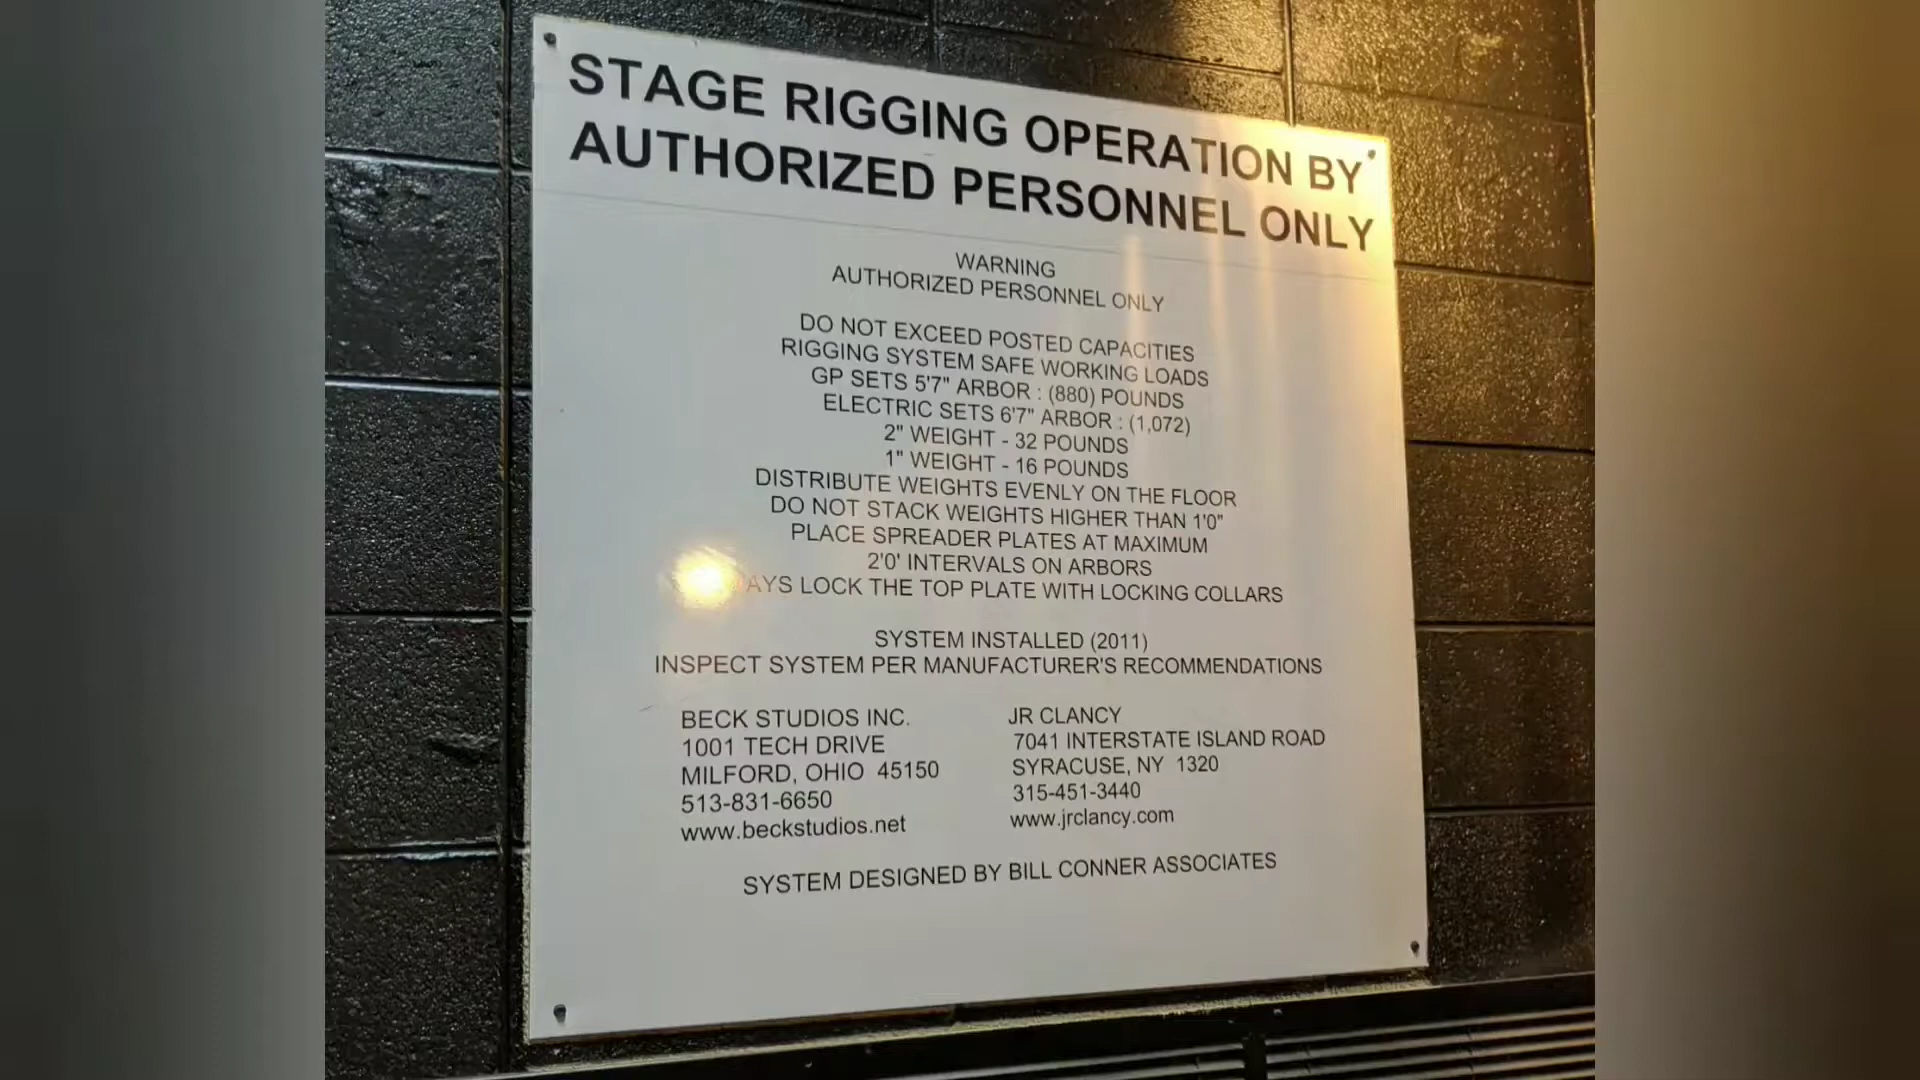 STAGE RIGGING OPERATION BY
AUTHORIZED PERSONNEL ONLY
WARNING
AUTHORIZED PERSONNEL ONLY
DO NOT EXCEED POSTED CAPACITIES
RIGGING SYSTEM SAFE WORKING LOADS
GP SETS 5'7" ARBOR : (880) POUNDS
ELECTRIC SETS 6'7" ARBOR : (1,072)
2" WEIGHT - 32 POUNDS
1" WEIGHT - 16 POUNDS
DISTRIBUTE WEIGHTS EVENLY ON THE FLOOR
DO NOT STACK WEIGHTS HIGHER THAN 1'0"
PLACE SPREADER PLATES AT MAXIMUM
2'0' INTERVALS ON ARBORS
LOCK THE TOP PLATE WITH LOCKING COLLARS
SYSTEM INSTALLED (2011)
INSPECT SYSTEM PER MANUFACTURER'S RECOMMENDATIONS
BECK STUDIOS INC.
1001 TECH DRIVE
MILFORD, OHIO 45150
513-831-6650
www.beckstudios.net
JR CLANCY
7041 INTERSTATE ISLAND ROAD
SYRACUSE, NY 1320
315-451-3440
www.jrclancy.com
SYSTEM DESIGNED BY BILL CONNER ASSOCIATES